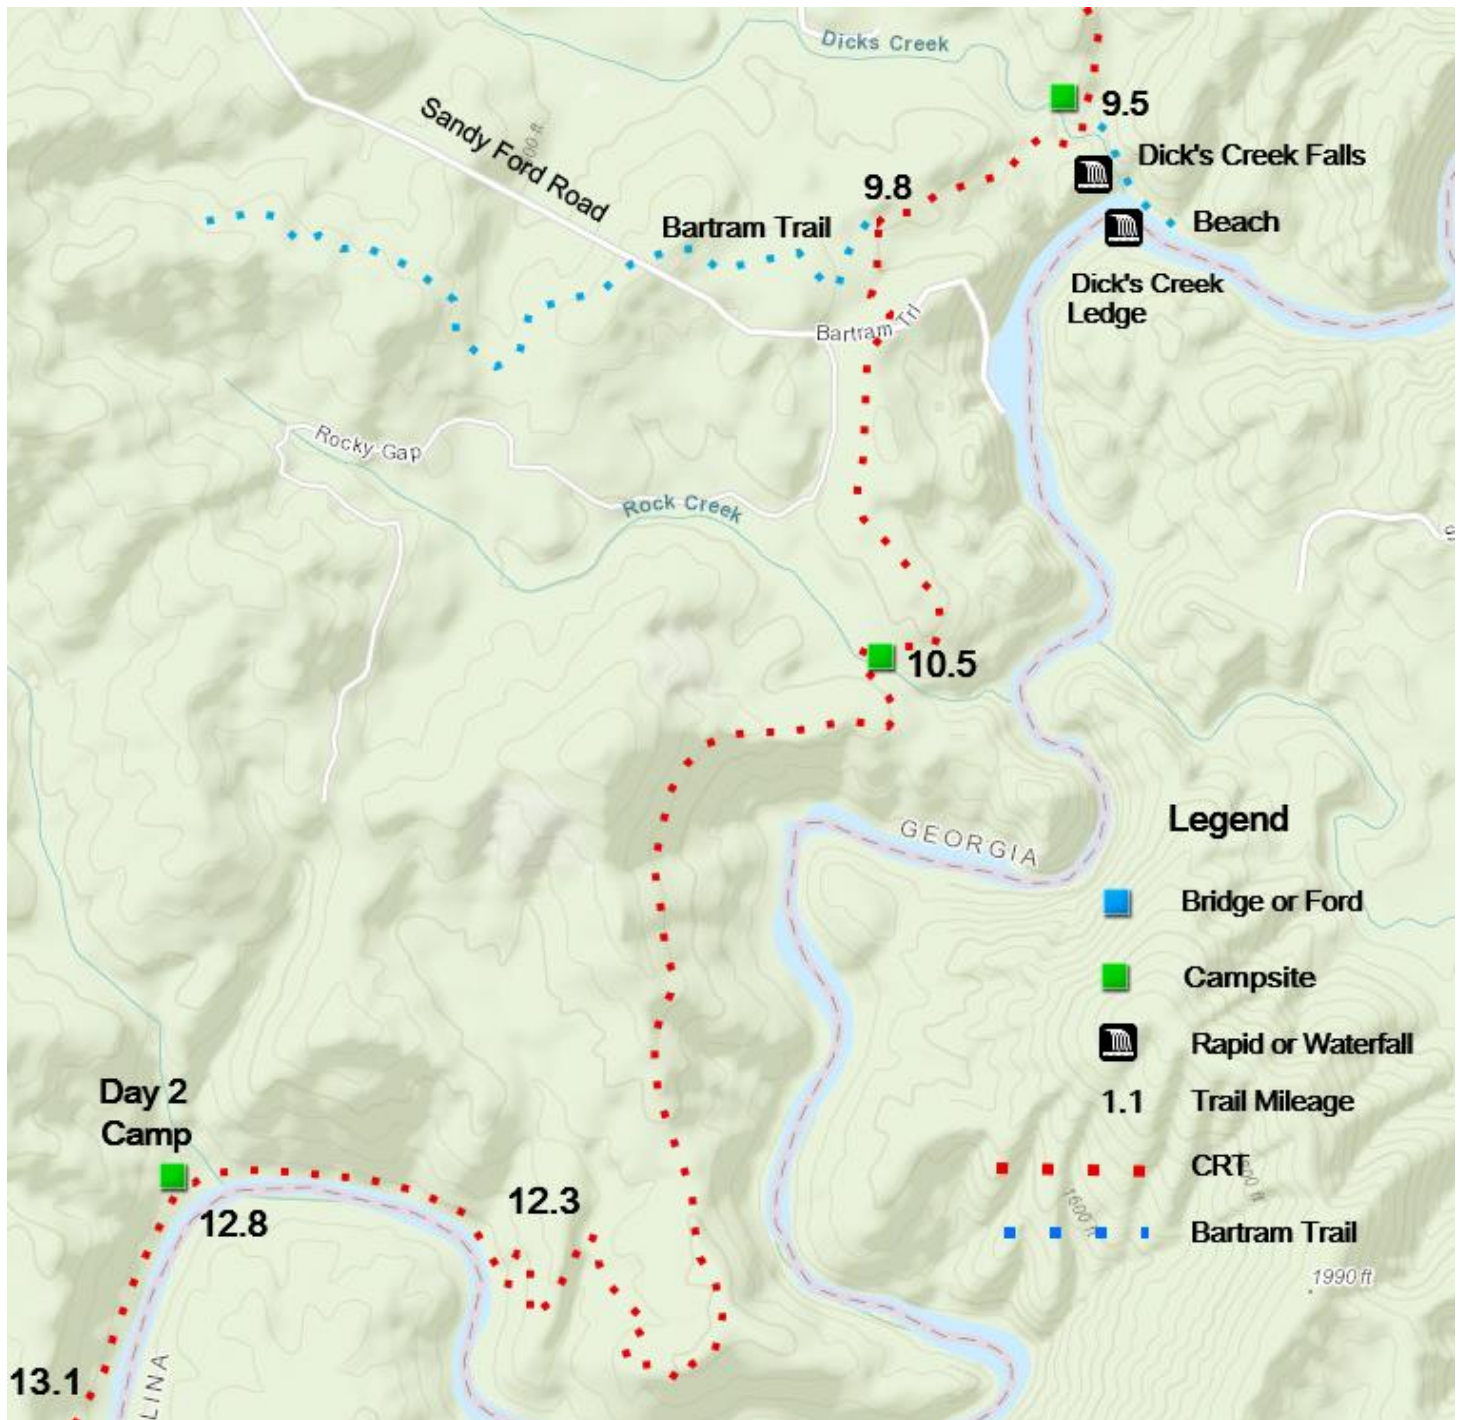 Dicks Creek
9.5
Sandy Ford Road
00 ft
Dick's Creek Falls
9.8
Bartram Trail
Beach
Dick's Creek
Ledge
Bartram Trl
Rocky Gap
Rock Creek
S
10.5
GEORGIA
Legend
Bridge or Ford
Campsite
Rapid or Waterfall
Day 2
Camp
1.1 Trail Mileage
CRT
12.3
12.8
1600 ft
Bartram Trail
1990 ft
13.1
LINA